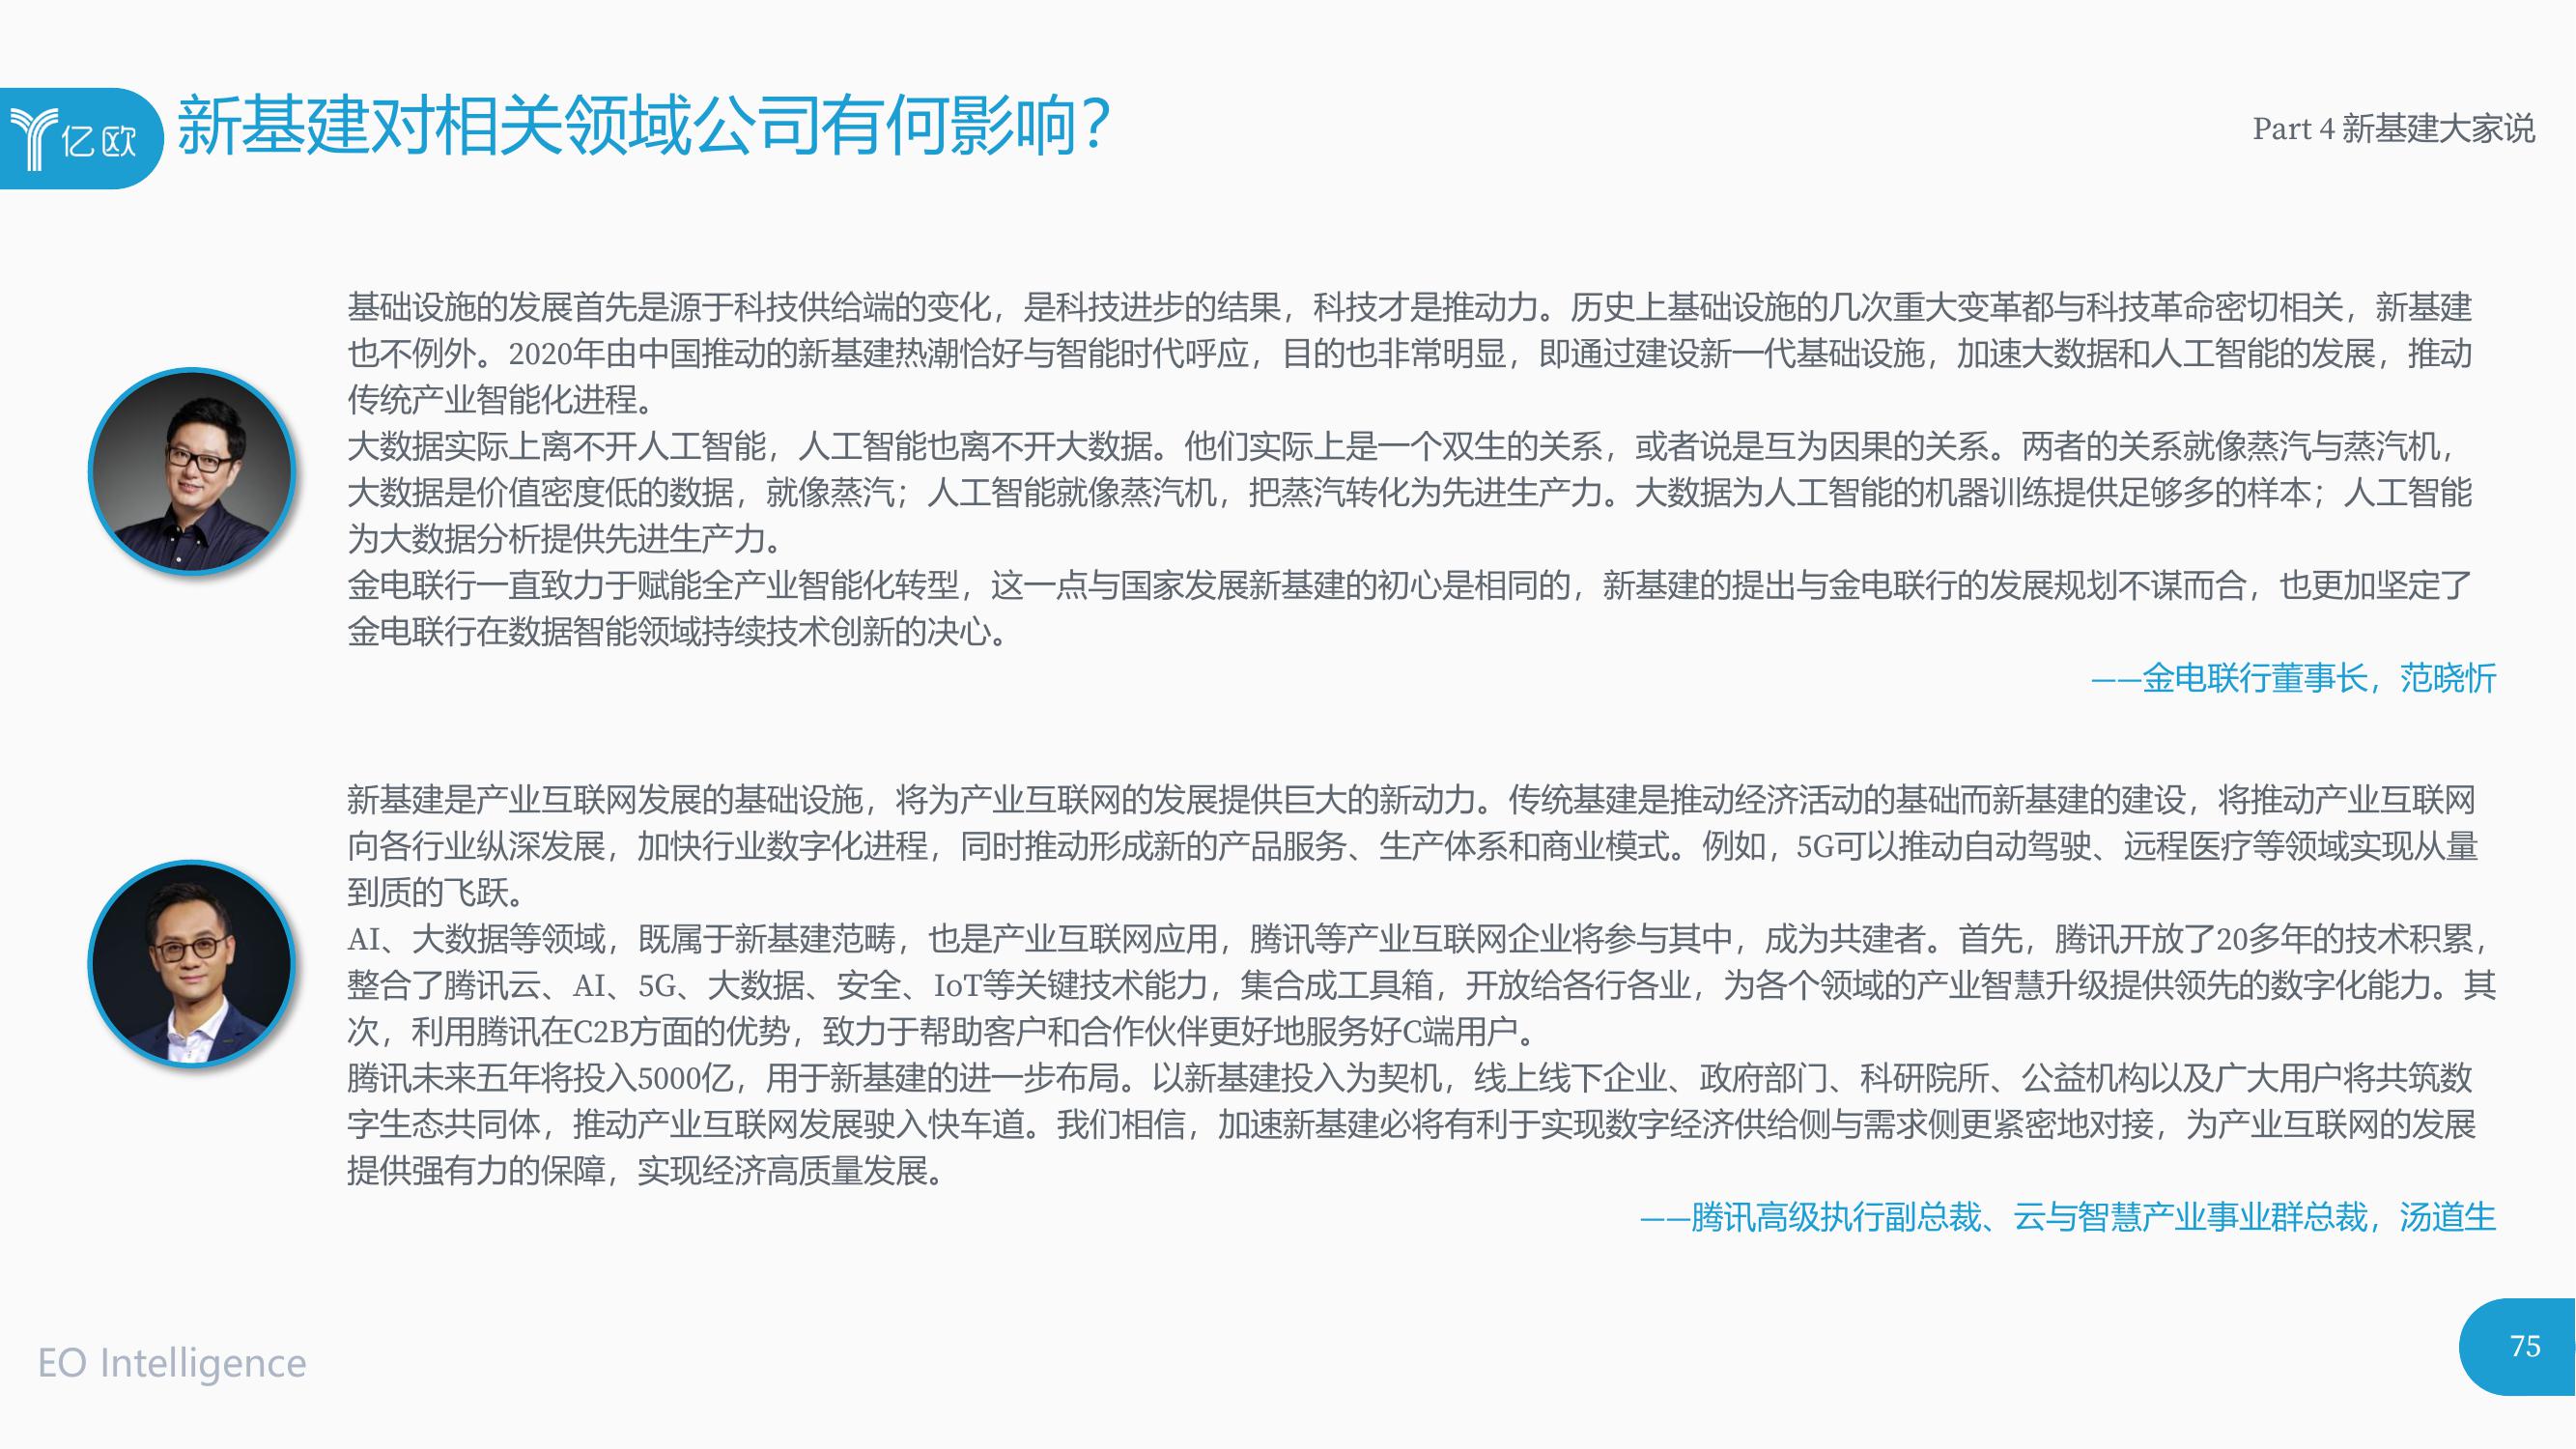 亿欧
新基建对相关领域公司有何影响？
Part 4 新基建大家说
基础设施的发展首先是源于科技供给端的变化，是科技进步的结果，科技才是推动力。历史上基础设施的几次重大变革都与科技革命密切相关，新基建
也不例外。2020年由中国推动的新基建热潮恰好与智能时代呼应，目的也非常明显，即通过建设新一代基础设施，加速大数据和人工智能的发展，推动
传统产业智能化进程。
大数据实际上离不开人工智能，人工智能也离不开大数据。他们实际上是一个双生的关系，或者说是互为因果的关系。两者的关系就像蒸汽与蒸汽机，
大数据是价值密度低的数据，就像蒸汽；人工智能就像蒸汽机，把蒸汽转化为先进生产力。大数据为人工智能的机器训练提供足够多的样本；人工智能
为大数据分析提供先进生产力。
金电联行一直致力于赋能全产业智能化转型，这一点与国家发展新基建的初心是相同的，新基建的提出与金电联行的发展规划不谋而合，也更加坚定了
金电联行在数据智能领域持续技术创新的决心。
——金电联行董事长，范晓忻
新基建是产业互联网发展的基础设施，将为产业互联网的发展提供巨大的新动力。传统基建是推动经济活动的基础而新基建的建设，将推动产业互联网
向各行业纵深发展，加快行业数字化进程，同时推动形成新的产品服务、生产体系和商业模式。例如，5G可以推动自动驾驶、远程医疗等领域实现从量
到质的飞跃。
AI、大数据等领域，既属于新基建范畴，也是产业互联网应用，腾讯等产业互联网企业将参与其中，成为共建者。首先，腾讯开放了20多年的技术积累，
整合了腾讯云、AI、5G、大数据、安全、IoT等关键技术能力，集合成工具箱，开放给各行各业，为各个领域的产业智慧升级提供领先的数字化能力。其
次，利用腾讯在C2B方面的优势，致力于帮助客户和合作伙伴更好地服务好C端用户。
腾讯未来五年将投入5000亿，用于新基建的进一步布局。以新基建投入为契机，线上线下企业、政府部门、科研院所、公益机构以及广大用户将共筑数
字生态共同体，推动产业互联网发展驶入快车道。我们相信，加速新基建必将有利于实现数字经济供给侧与需求侧更紧密地对接，为产业互联网的发展
提供强有力的保障，实现经济高质量发展。
——腾讯高级执行副总裁、云与智慧产业事业群总裁，汤道生
EO Intelligence
75